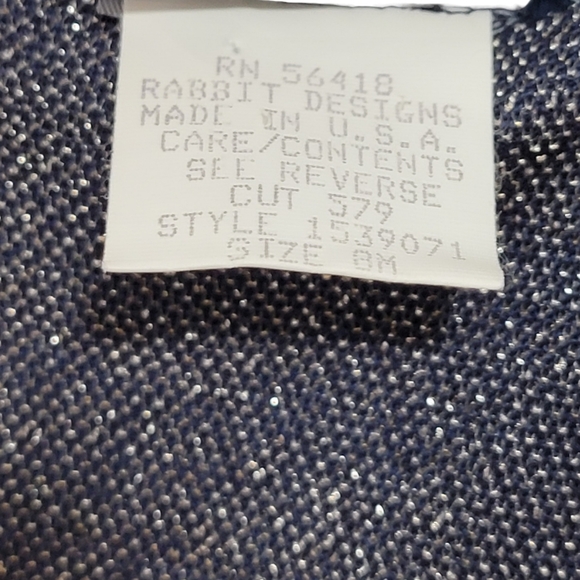 RN 56418
RABBIT DESIGNS
MADE IN U.S.A.
CARE/CONTENTS
SEE REVERSE
CUT 579
STYLE 1539071
SIZE 8M